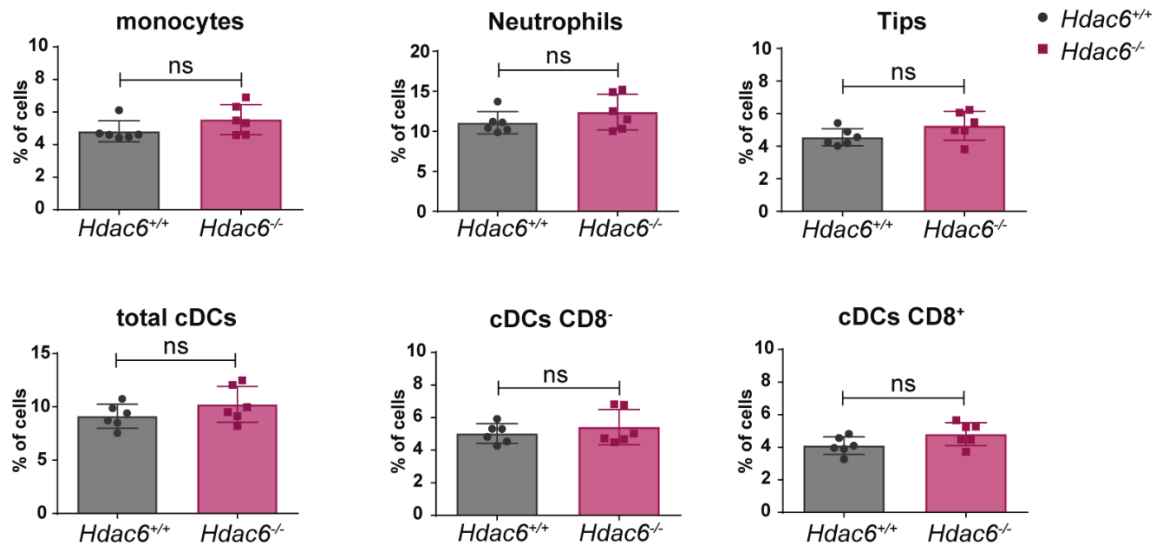 monocytes
% of cells
10
8
6
4
2
0
ns
Hdac6+/+ Hdac6-/-
Neutrophils
% of cells
20
15
10
5
0
ns
Hdac6+/+ Hdac6-/-
Tips
% of cells
10
8
6
4
2
0
ns
Hdac6+/+ Hdac6-/-
Hdac6+/+
Hdac6-/-
total cDCs
% of cells
15
10
5
0
ns
Hdac6+/+ Hdac6-/-
cDCs CD8-
% of cells
10
8
6
4
2
0
ns
Hdac6+/+ Hdac6-/-
cDCs CD8+
% of cells
10
8
6
4
2
0
ns
Hdac6+/+ Hdac6-/-